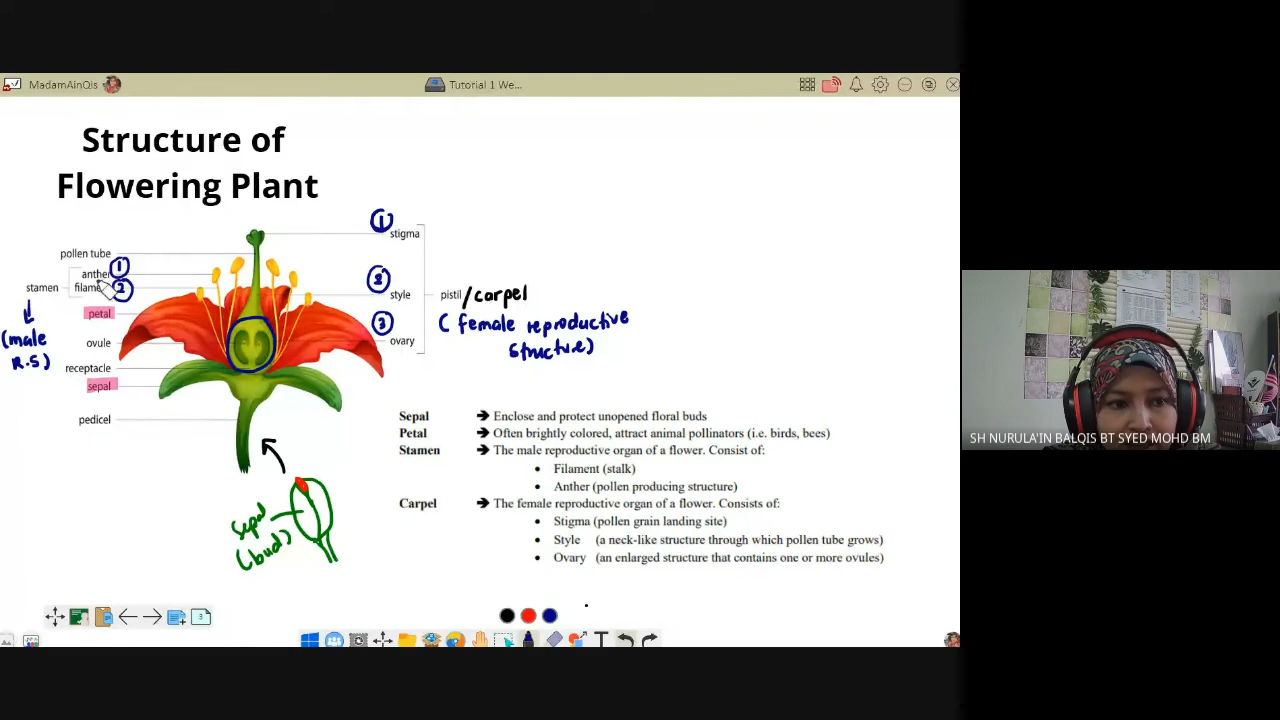 MadamAinQis
Tutorial 1 We...
Structure of
Flowering Plant
1
stigma
pollen tube
anther 1
stamen
2
2
style
pistil/carpel
petal
3
( female reproductive
structure)
(male
R.S)
ovule
ovary
receptacle
sepal
pedicel
Sepal ➔ Enclose and protect unopened floral buds
Petal ➔ Often brightly colored, attract animal pollinators (i.e. birds, bees)
Stamen ➔ The male reproductive organ of a flower. Consist of:
• Filament (stalk)
• Anther (pollen producing structure)
Carpel ➔ The female reproductive organ of a flower. Consists of:
• Stigma (pollen grain landing site)
• Style (a neck-like structure through which pollen tube grows)
• Ovary (an enlarged structure that contains one or more ovules)
sepal
(bud)
3
T
SH NURULA'IN BALQIS BT SYED MOHD BM